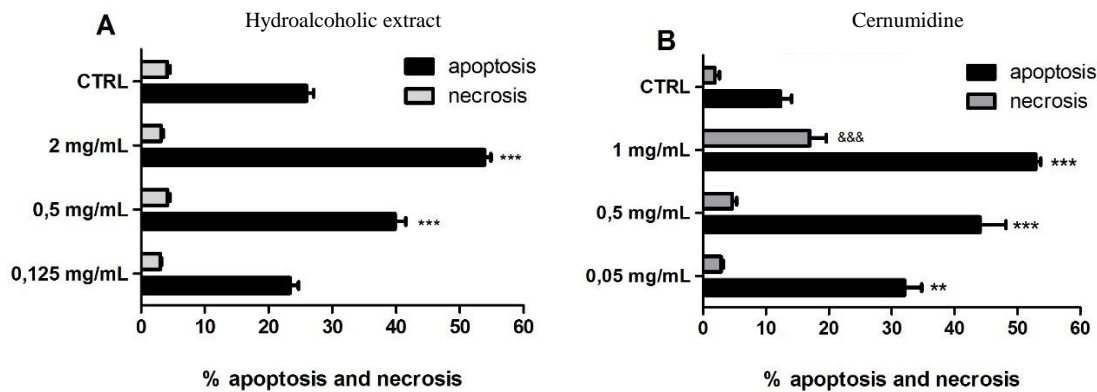 A
Hydroalcoholic extract
apoptosis
necrosis
CTRL
2 mg/mL
***
0,5 mg/mL
***
0,125 mg/mL
0 10 20 30 40 50 60
% apoptosis and necrosis
B
Cernumidine
apoptosis
necrosis
CTRL
1 mg/mL
&&&
***
0,5 mg/mL
***
0,05 mg/mL
**
0 10 20 30 40 50 60
% apoptosis and necrosis